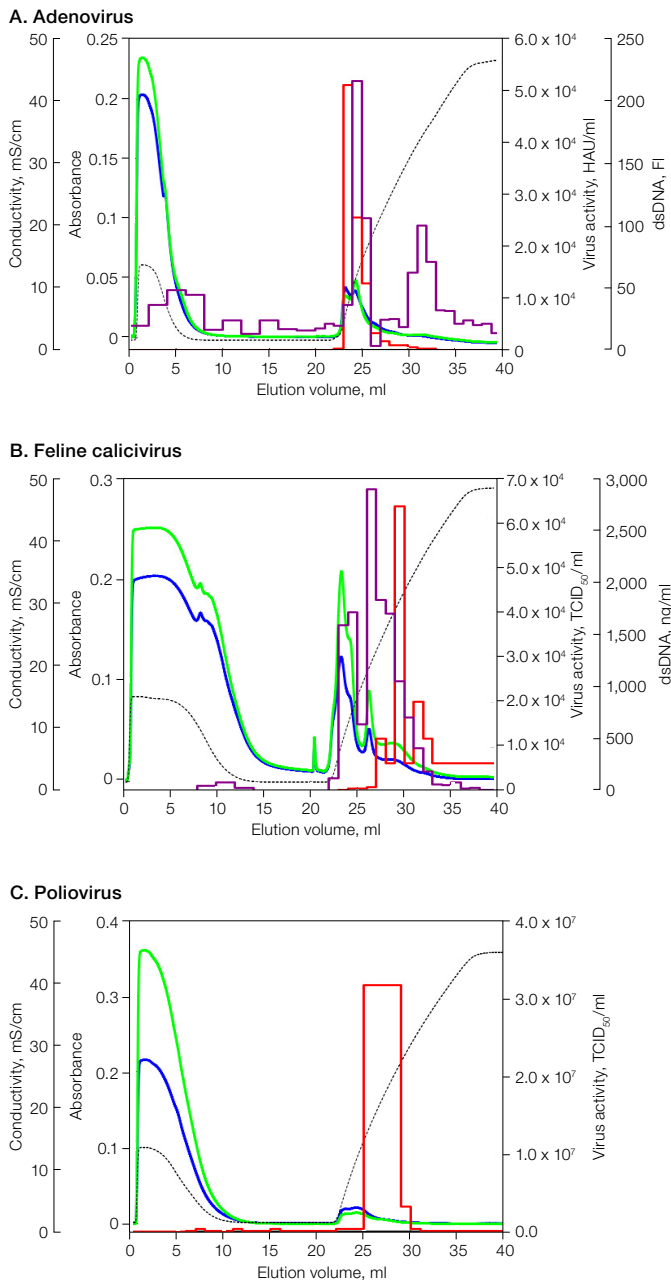 A. Adenovirus
50
40
30
20
10
0
Conductivity, mS/cm
0.25
0.2
0.15
0.1
0.05
0
Absorbance
6.0 x 10⁴
5.0 x 10⁴
4.0 x 10⁴
3.0 x 10⁴
2.0 x 10⁴
1.0 x 10⁴
0
Virus activity, HAU/ml
250
200
150
100
50
0
dsDNA, FI
0 5 10 15 20 25 30 35 40
Elution volume, ml
B. Feline calicivirus
50
40
30
20
10
0
Conductivity, mS/cm
0.3
0.2
0.1
0
Absorbance
7.0 x 10⁴
6.0 x 10⁴
5.0 x 10⁴
4.0 x 10⁴
3.0 x 10⁴
2.0 x 10⁴
1.0 x 10⁴
0
Virus activity, TCID₅₀/ml
3,000
2,500
2,000
1,500
1,000
500
0
dsDNA, ng/ml
0 5 10 15 20 25 30 35 40
Elution volume, ml
C. Poliovirus
50
40
30
20
10
0
Conductivity, mS/cm
0.4
0.3
0.2
0.1
0
Absorbance
4.0 x 10⁷
3.0 x 10⁷
2.0 x 10⁷
1.0 x 10⁷
0.0
Virus activity, TCID₅₀/ml
0 5 10 15 20 25 30 35 40
Elution volume, ml